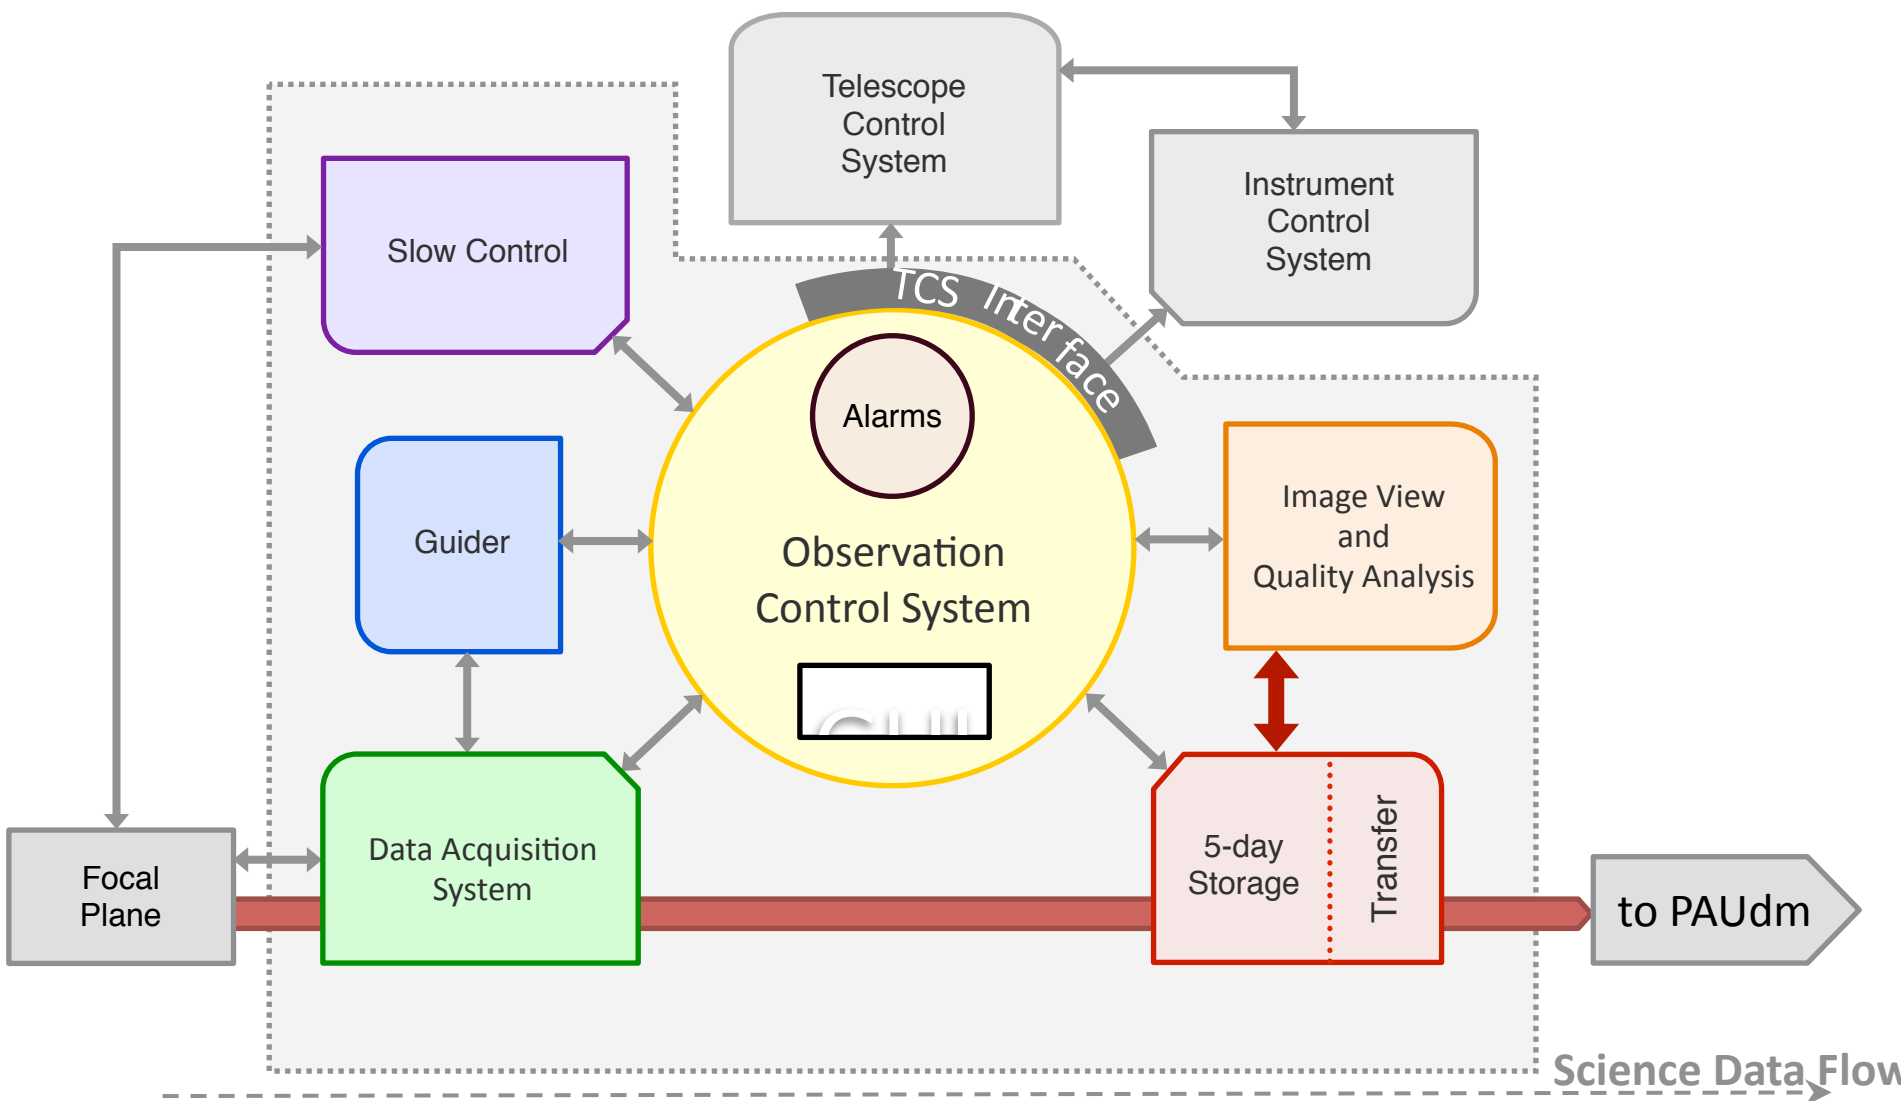 Telescope
Control
System
Instrument
Control
System
Slow Control
TCS Interface
Alarms
Guider
Observation
Control System
Image View
and
Quality Analysis
GUI
Data Acquisition
System
5-day
Storage
Transfer
Focal
Plane
to PAUdm
Science Data Flow